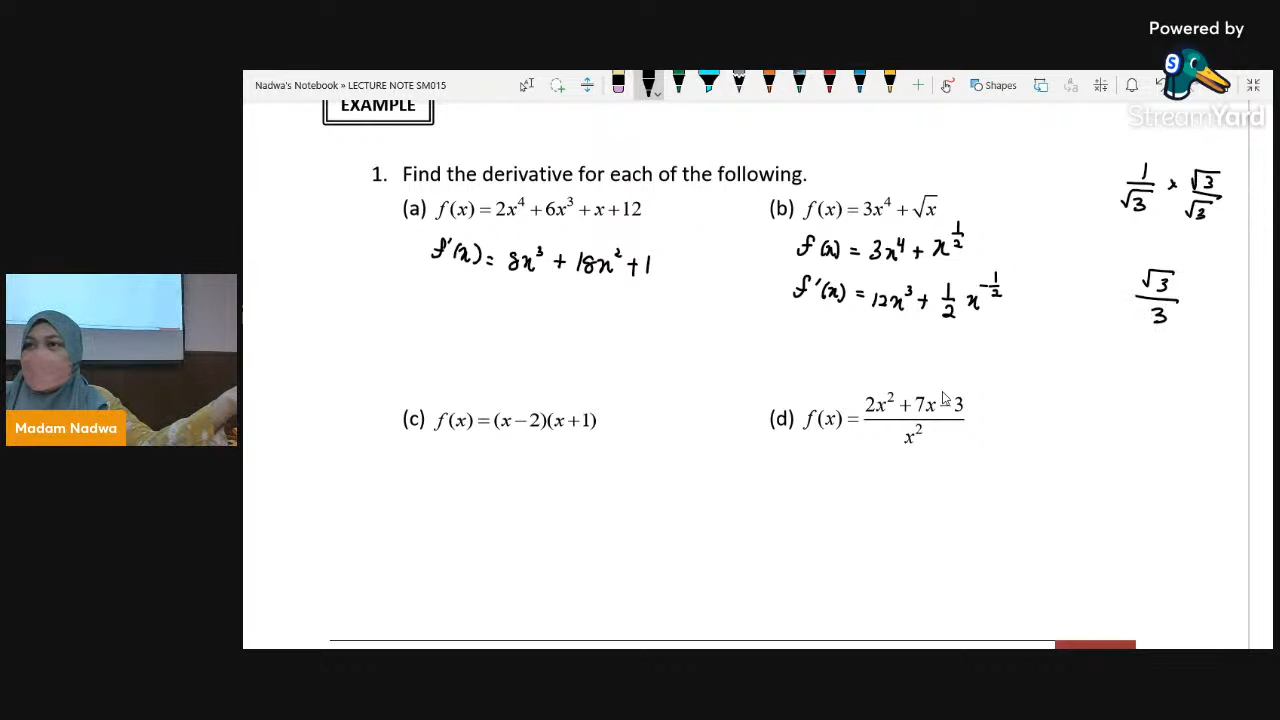 Powered by
StreamYard
Nadwa's Notebook » LECTURE NOTE SM015
Shapes
EXAMPLE
1. Find the derivative for each of the following.
(a) f(x) = 2x⁴ + 6x³ + x + 12
f'(x) = 8x³ + 18x² + 1
(b) f(x) = 3x⁴ + √x
f(x) = 3x⁴ + x^(1/2)
f'(x) = 12x³ + 1/2 x^(-1/2)
1/√3 × √3/√3
√3/3
(c) f(x) = (x − 2)(x + 1)
(d) f(x) = (2x² + 7x − 3)/x²
Madam Nadwa